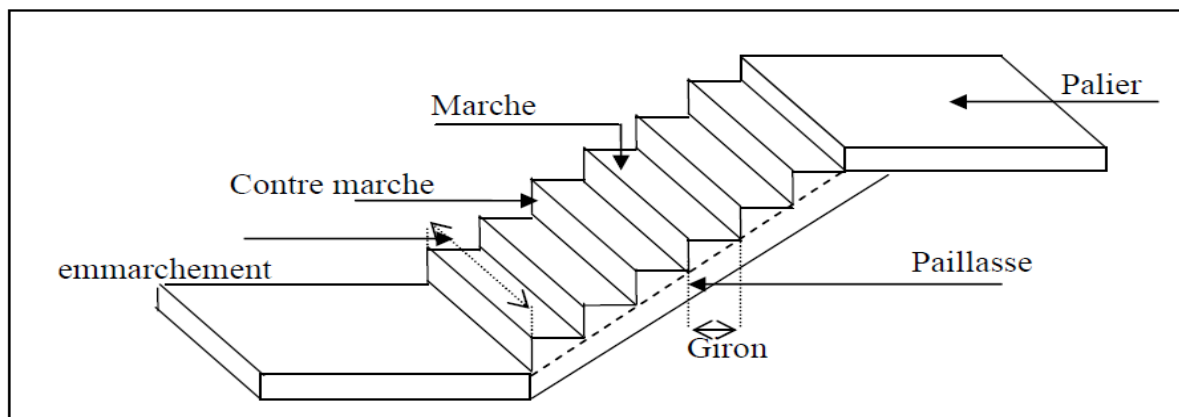 Palier
Marche
Contre marche
emmarchement
Paillasse
Giron